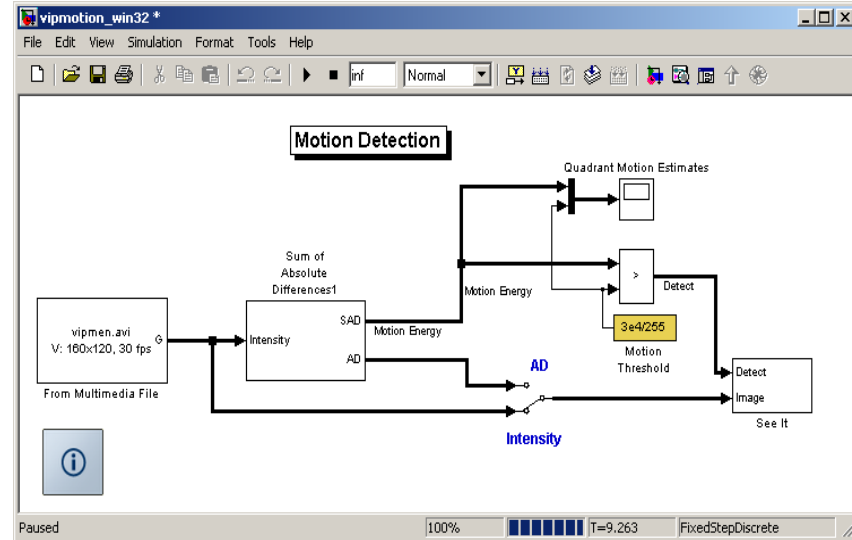 vipmotion_win32 *
File Edit View Simulation Format Tools Help
inf Normal
Motion Detection
Quadrant Motion Estimates
Sum of
Absolute
Differences1
>
Detect
Motion Energy
SAD
Motion Energy
vipmen.avi
V: 160x120, 30 fps
G
Intensity
3e4/255
Motion
Threshold
AD
AD
Detect
Image
From Multimedia File
See It
Intensity
Paused 100% T=9.263 FixedStepDiscrete